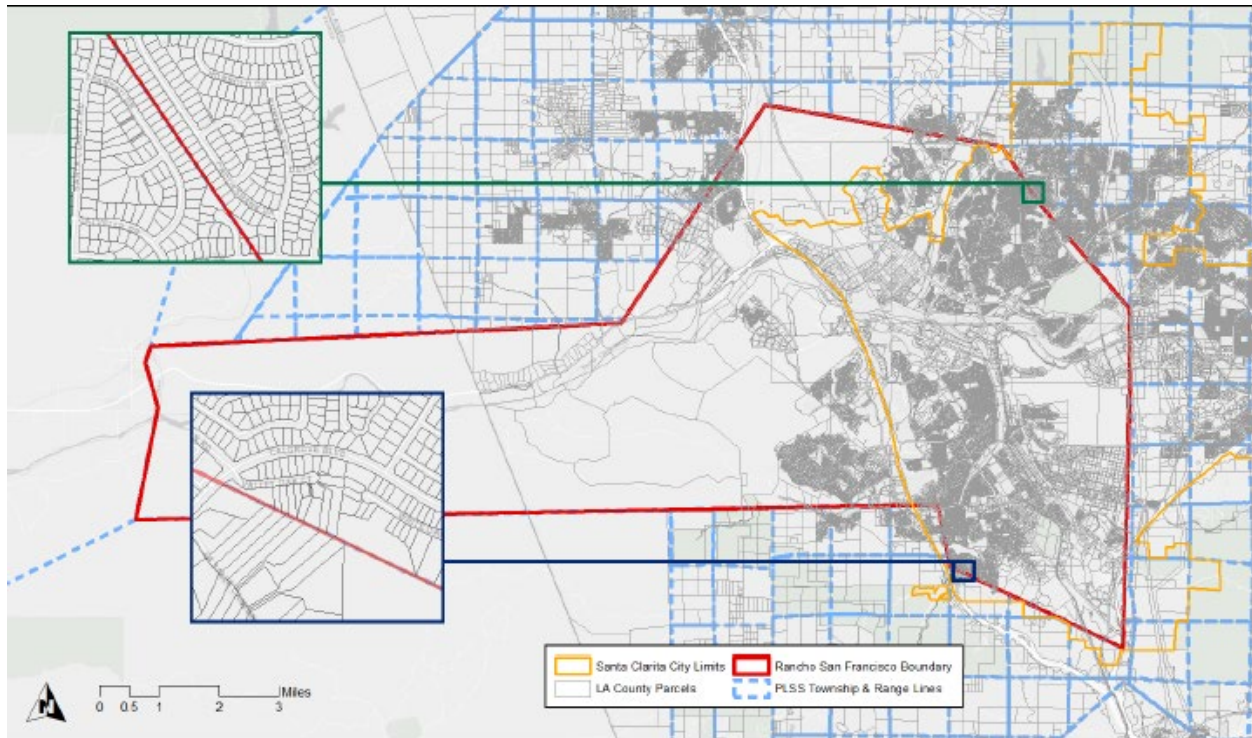 Santa Clarita City Limits
Rancho San Francisco Boundary
LA County Parcels
PLSS Township & Range Lines
N
Miles
0 0.5 1 2 3